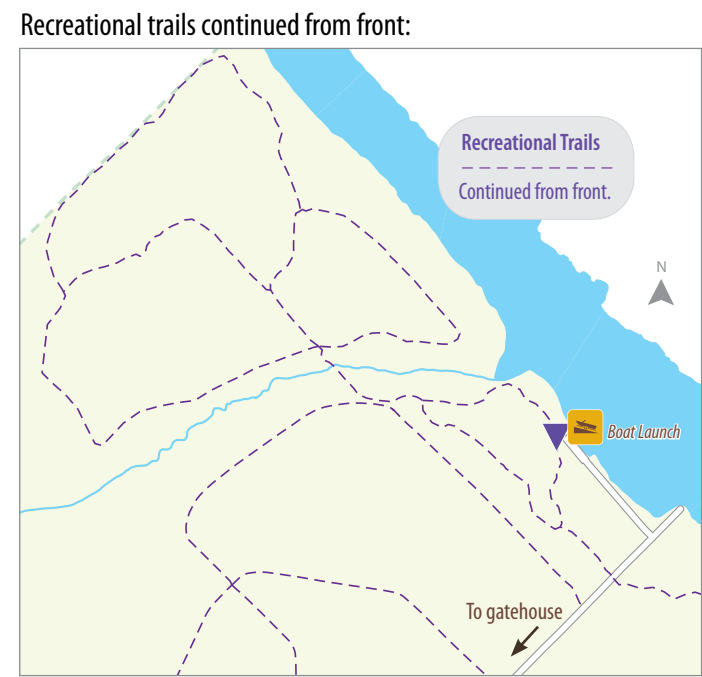 Recreational trails continued from front:
Recreational Trails
Continued from front.
N
Boat Launch
To gatehouse